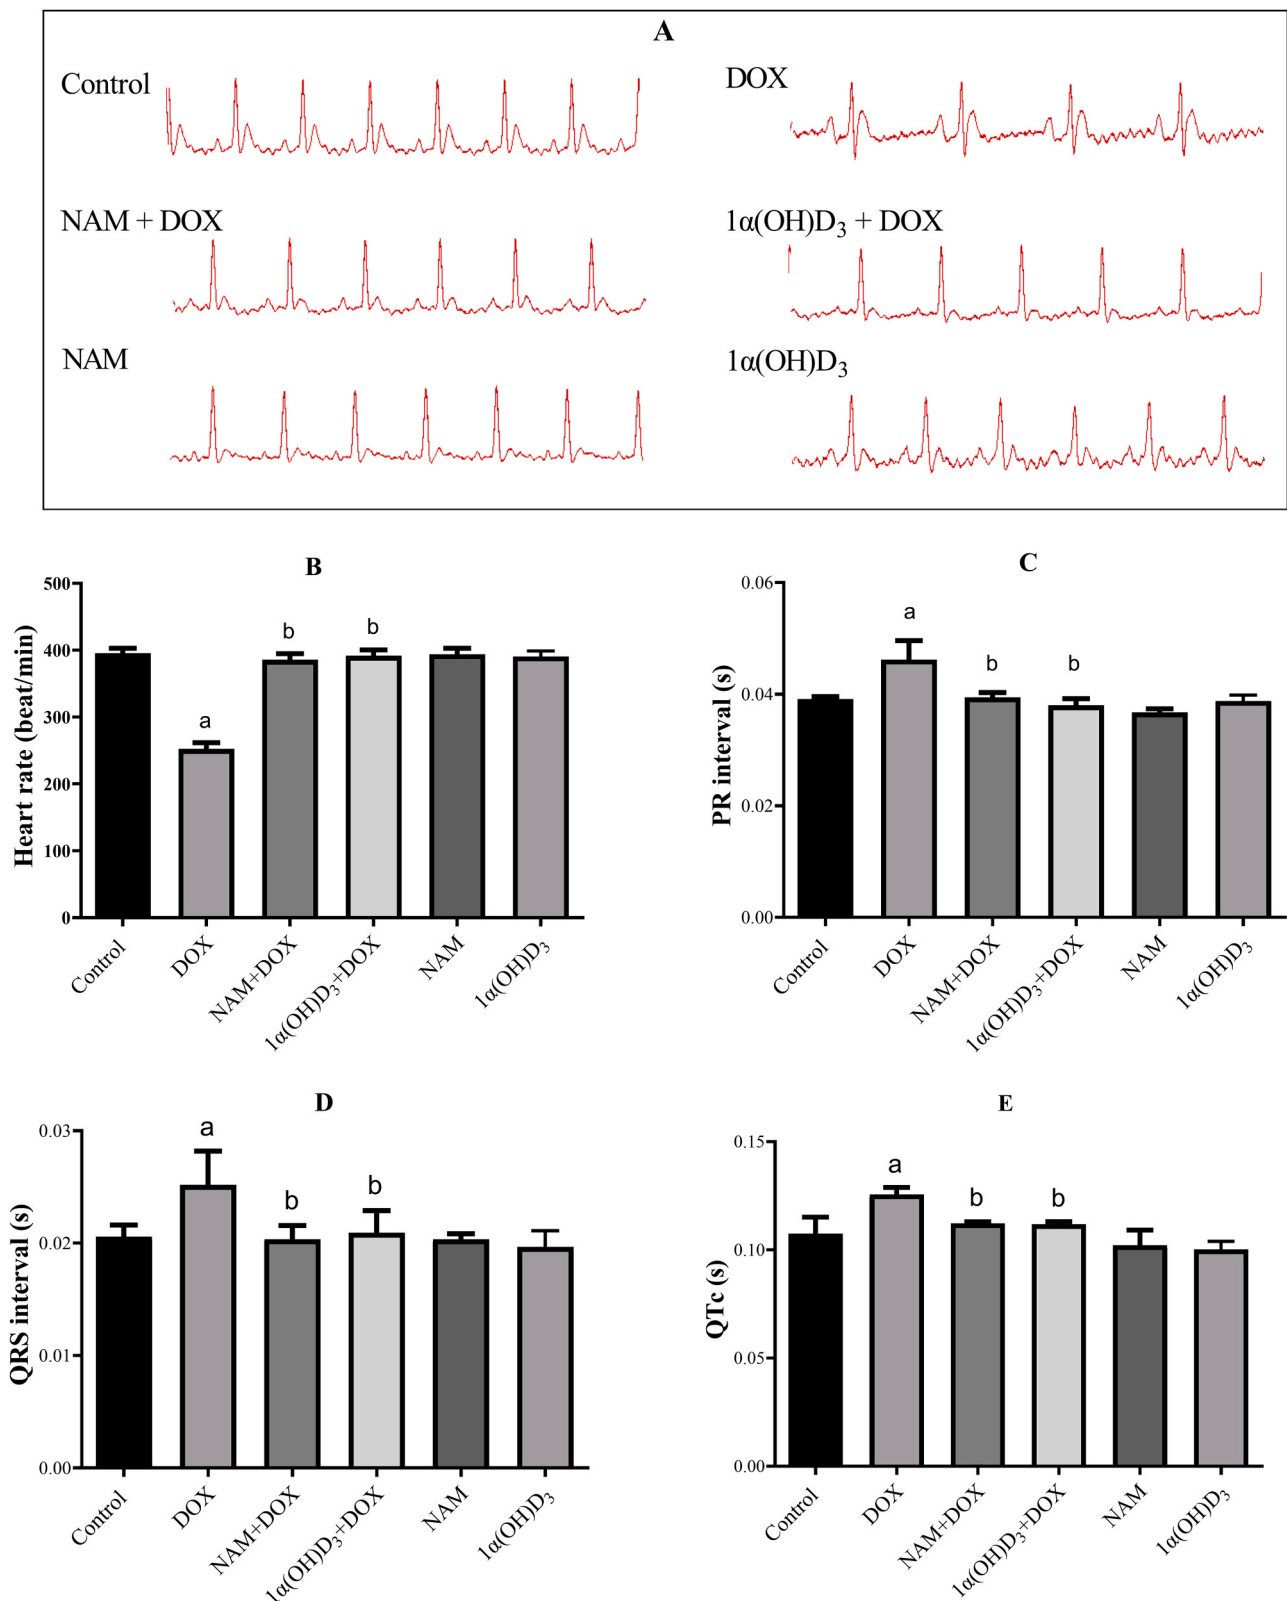 A
Control
DOX
NAM + DOX
1α(OH)D₃ + DOX
NAM
1α(OH)D₃
B
Heart rate (beat/min)
500
400
300
200
100
0
a
b
b
Control
DOX
NAM+DOX
1α(OH)D₃+DOX
NAM
1α(OH)D₃
C
PR interval (s)
0.06
0.04
0.02
0.00
a
b
b
Control
DOX
NAM+DOX
1α(OH)D₃+DOX
NAM
1α(OH)D₃
D
QRS interval (s)
0.03
0.02
0.01
0.00
a
b
b
Control
DOX
NAM+DOX
1α(OH)D₃+DOX
NAM
1α(OH)D₃
E
QTc (s)
0.15
0.10
0.05
0.00
a
b
b
Control
DOX
NAM+DOX
1α(OH)D₃+DOX
NAM
1α(OH)D₃